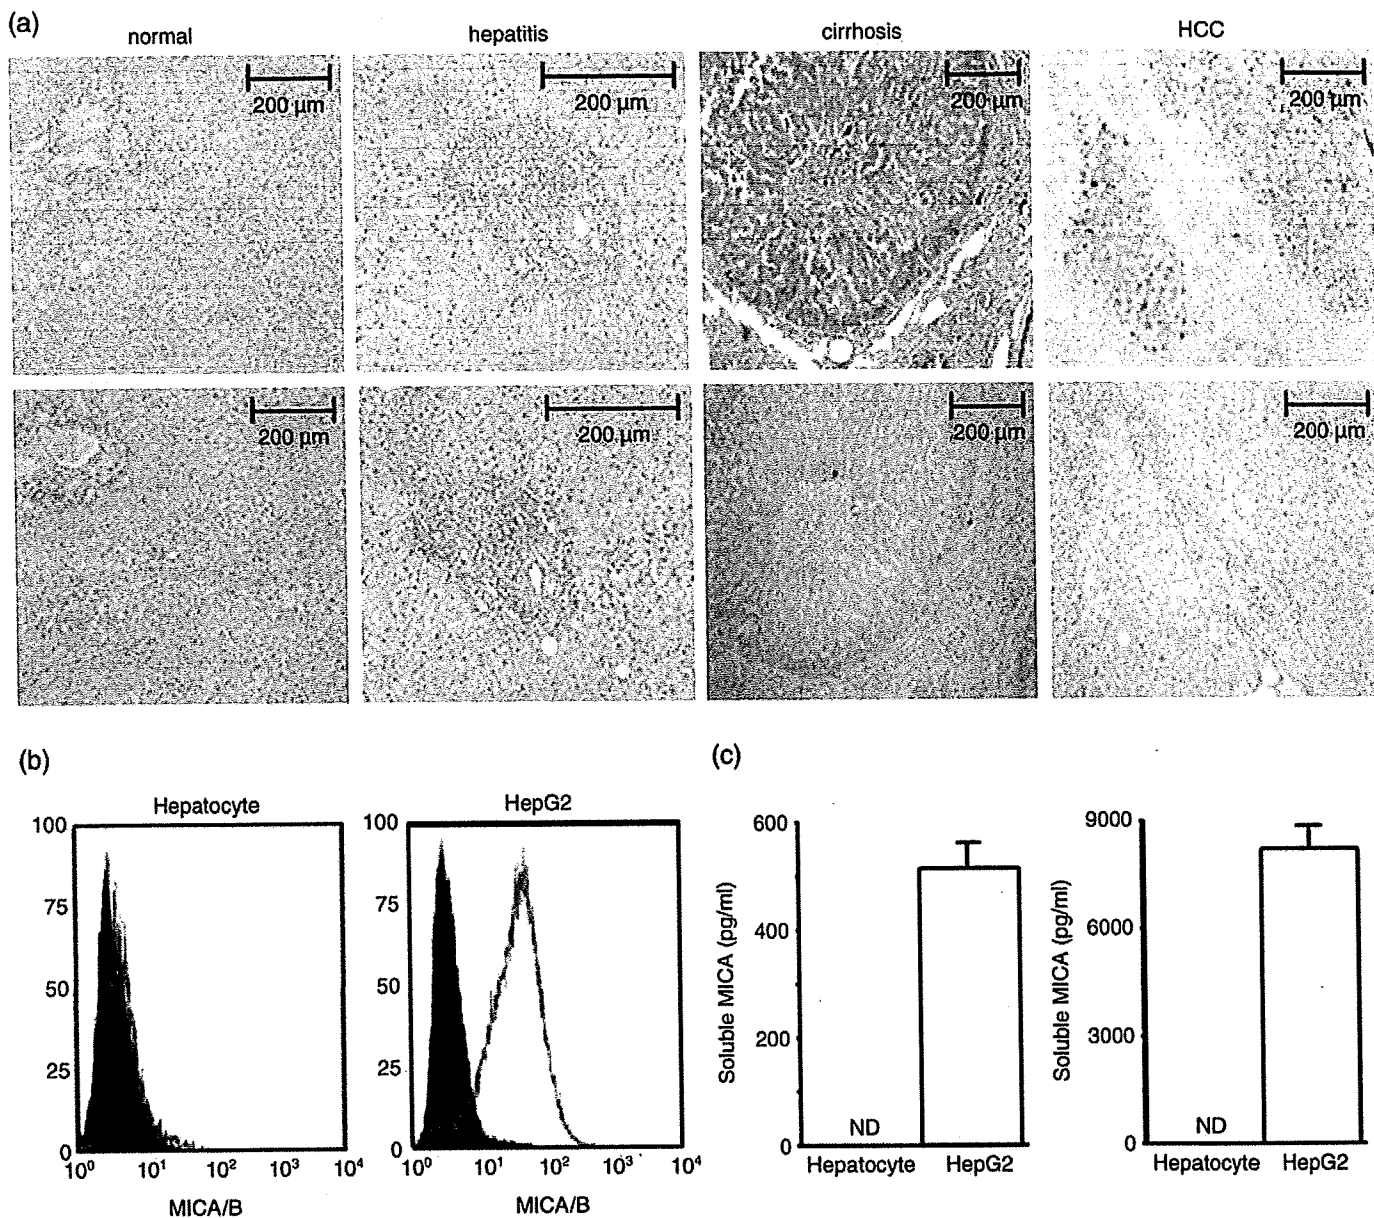 (a)
normal
hepatitis
cirrhosis
HCC
200 µm
200 µm
200 µm
200 µm
200 µm
200 µm
200 µm
200 µm
(b)
Hepatocyte
100
75
50
25
0
10⁰ 10¹ 10² 10³ 10⁴
MICA/B
HepG2
100
75
50
25
0
10⁰ 10¹ 10² 10³ 10⁴
MICA/B
(c)
Soluble MICA (pg/ml)
600
400
200
0
ND
Hepatocyte HepG2
Soluble MICA (pg/ml)
9000
6000
3000
0
ND
Hepatocyte HepG2